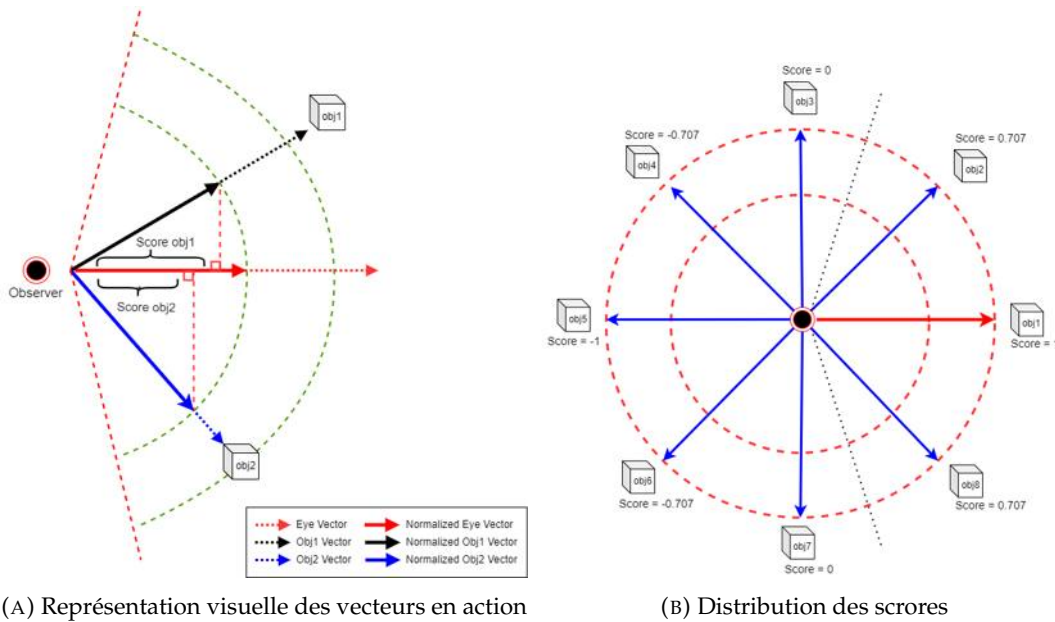 obj1
Score obj1
Score obj2
Observer
obj2
Eye Vector
Normalized Eye Vector
Obj1 Vector
Normalized Obj1 Vector
Obj2 Vector
Normalized Obj2 Vector
(A) Représentation visuelle des vecteurs en action
Score = 0
obj3
Score = -0.707
obj4
Score = 0.707
obj2
obj5
Score = -1
obj1
Score =
obj6
Score = -0.707
obj8
Score = 0.707
obj7
Score = 0
(B) Distribution des scrores